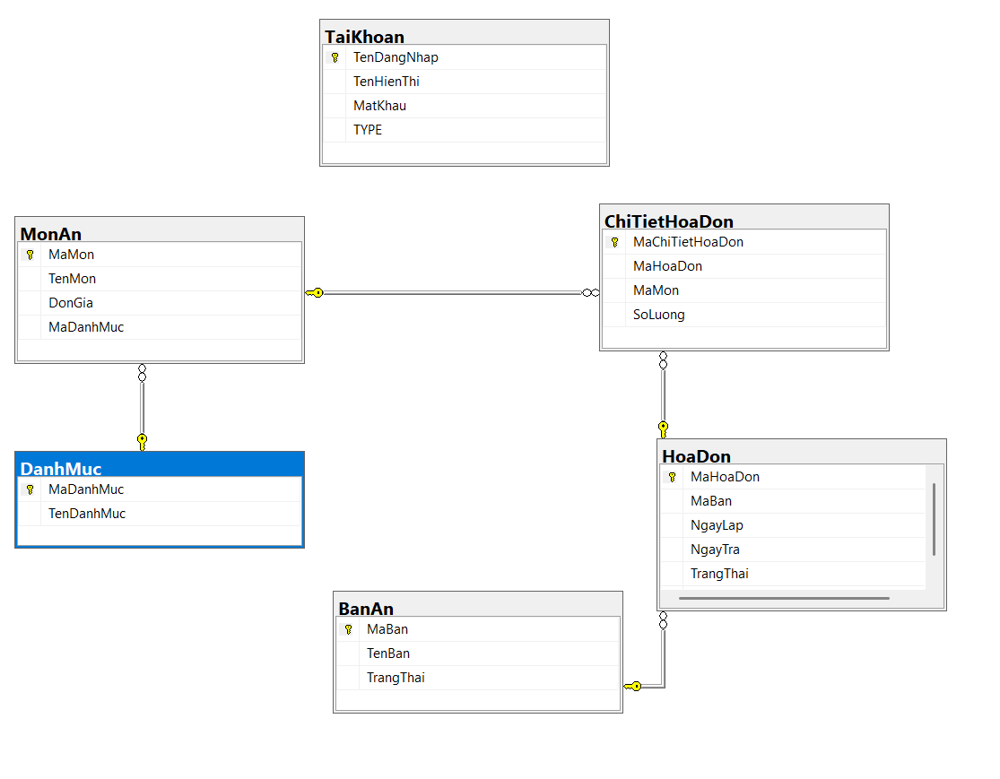 TaiKhoan
TenDangNhap
TenHienThi
MatKhau
TYPE
MonAn
MaMon
TenMon
DonGia
MaDanhMuc
ChiTietHoaDon
MaChiTietHoaDon
MaHoaDon
MaMon
SoLuong
DanhMuc
MaDanhMuc
TenDanhMuc
HoaDon
MaHoaDon
MaBan
NgayLap
NgayTra
TrangThai
BanAn
MaBan
TenBan
TrangThai